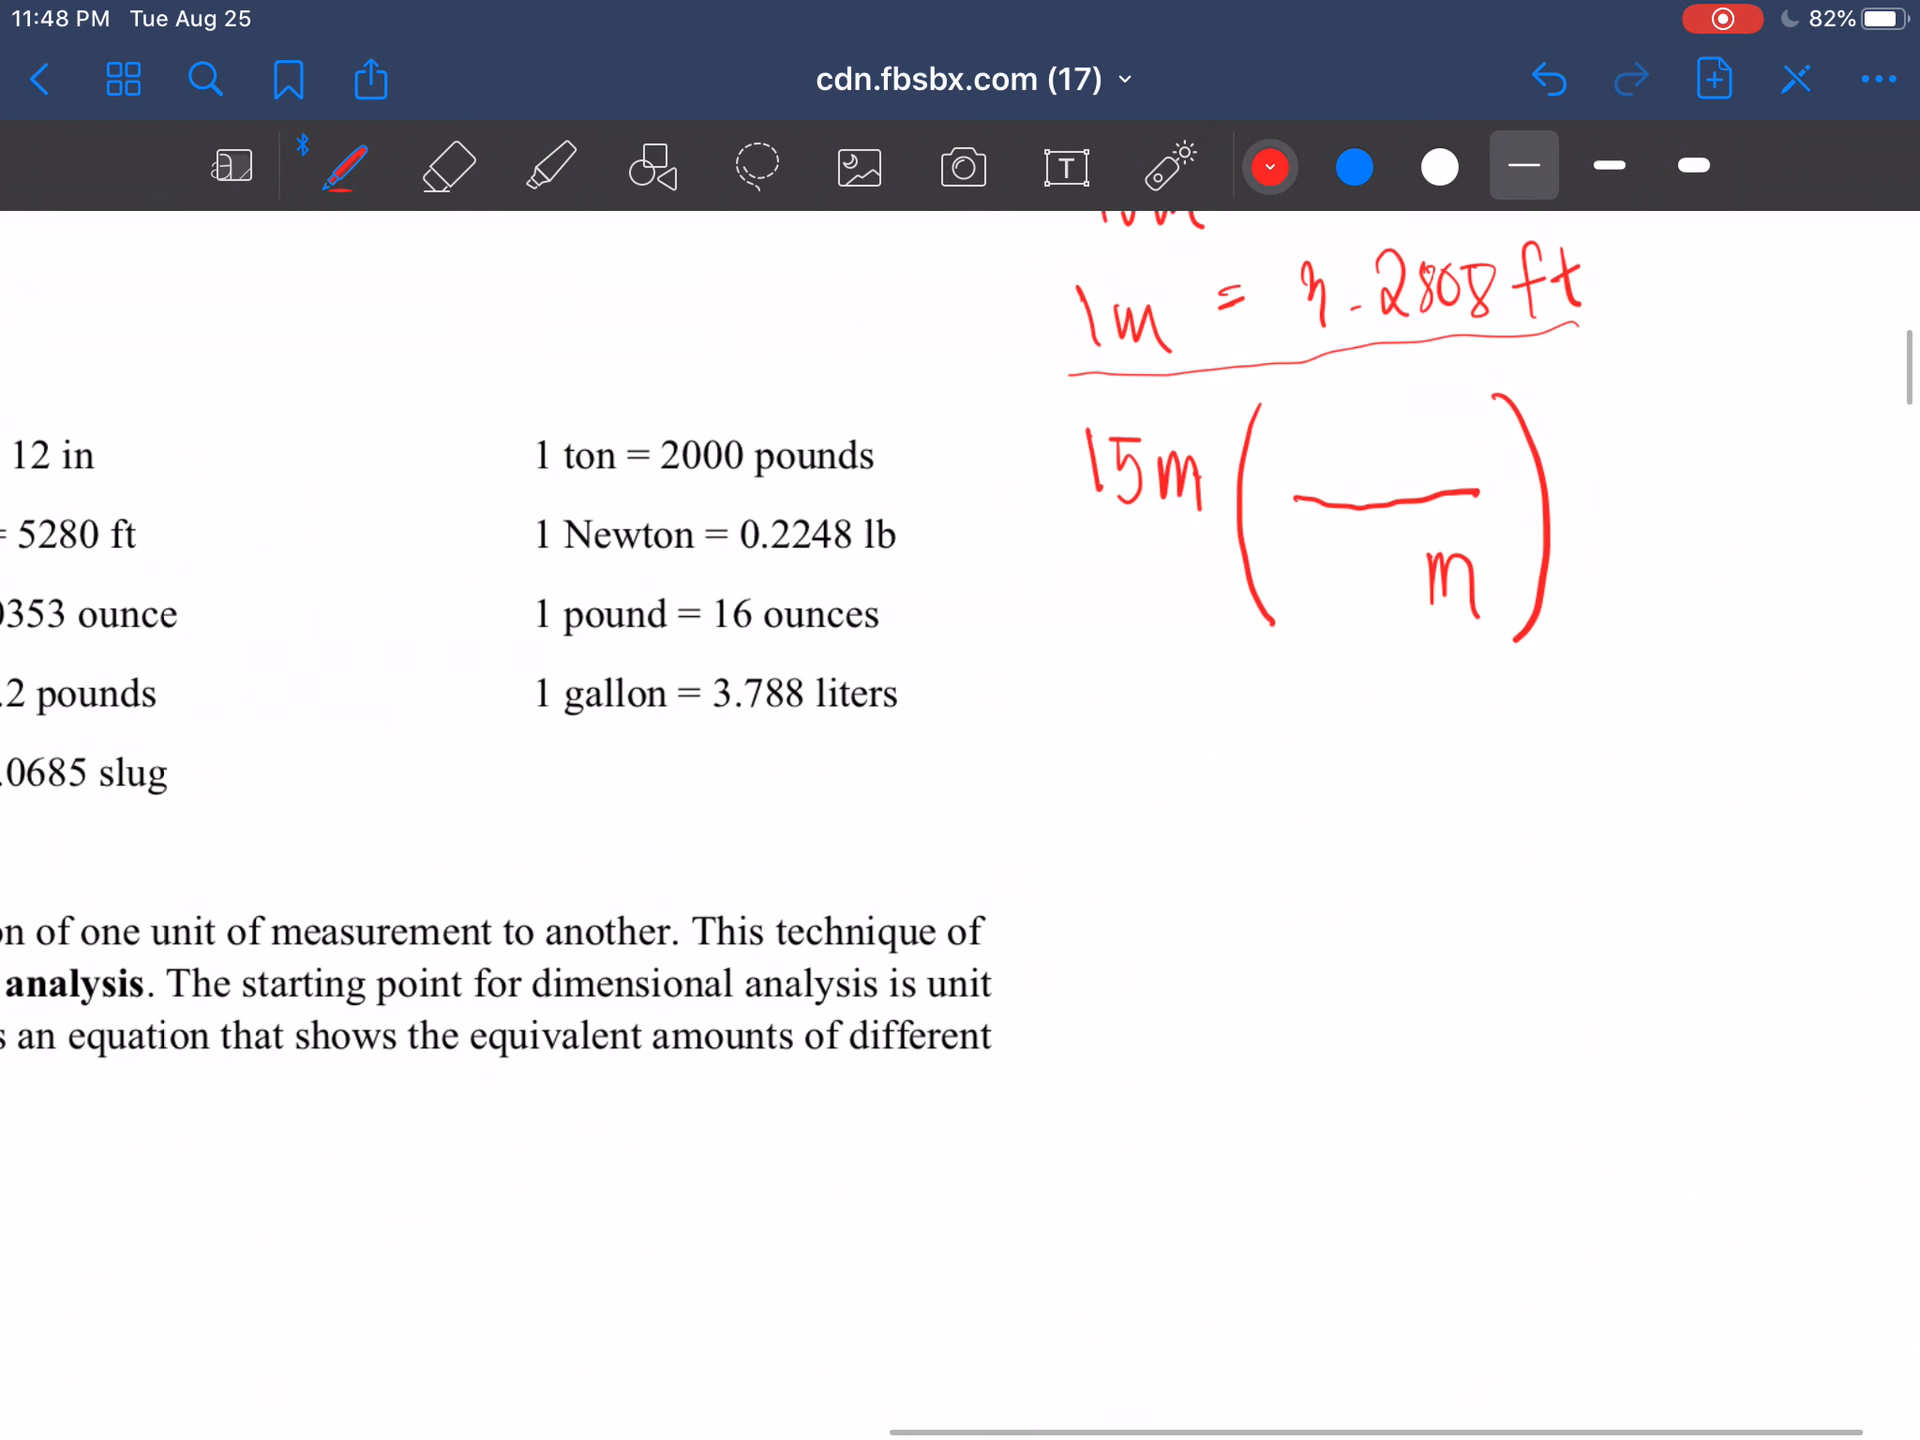 11:48 PM Tue Aug 25
82%
cdn.fbsbx.com (17)
T
1m = 3.2808 ft
15m ( m )
12 in
= 5280 ft
0353 ounce
.2 pounds
.0685 slug
1 ton = 2000 pounds
1 Newton = 0.2248 lb
1 pound = 16 ounces
1 gallon = 3.788 liters
on of one unit of measurement to another. This technique of
analysis. The starting point for dimensional analysis is unit
s an equation that shows the equivalent amounts of different